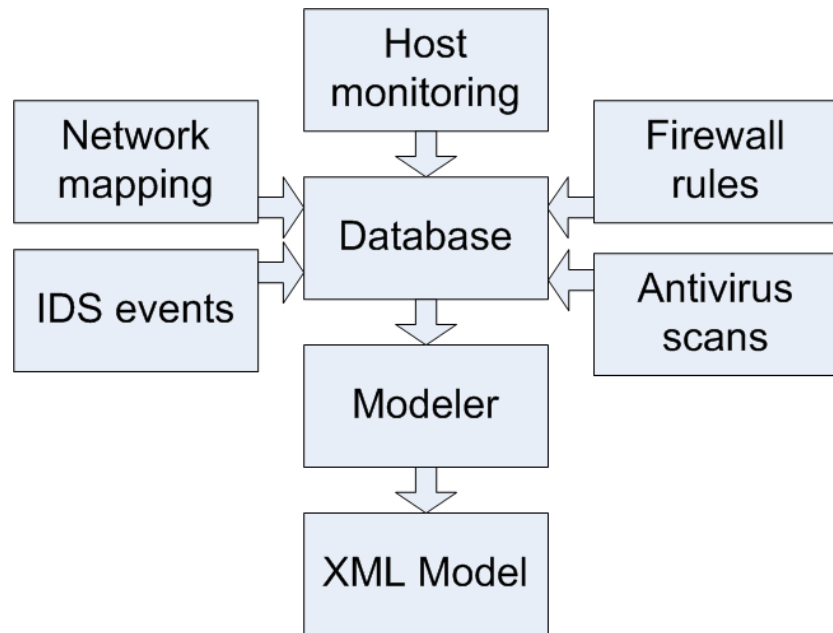 Host
monitoring
Network
mapping
Firewall
rules
Database
IDS events
Antivirus
scans
Modeler
XML Model